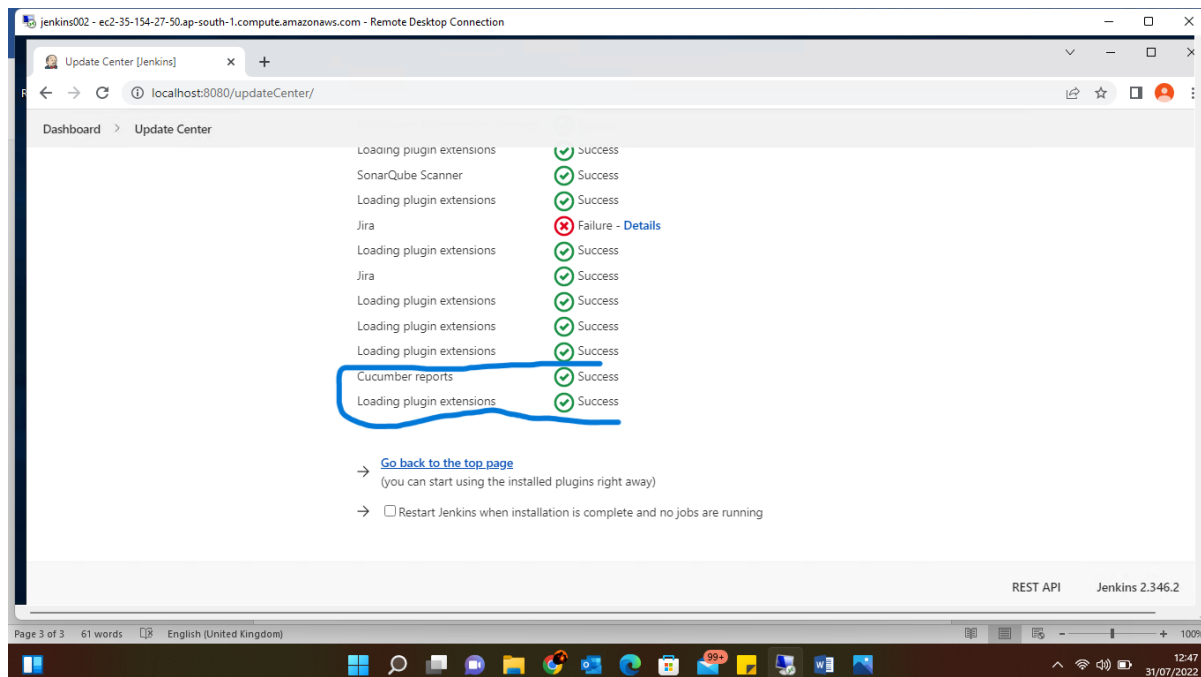 jenkins002 - ec2-35-154-27-50.ap-south-1.compute.amazonaws.com - Remote Desktop Connection
Update Center [Jenkins]
localhost:8080/updateCenter/
Dashboard > Update Center
Loading plugin extensions Success
SonarQube Scanner Success
Loading plugin extensions Success
Jira Failure - Details
Loading plugin extensions Success
Jira Success
Loading plugin extensions Success
Loading plugin extensions Success
Loading plugin extensions Success
Cucumber reports Success
Loading plugin extensions Success
Go back to the top page
(you can start using the installed plugins right away)
Restart Jenkins when installation is complete and no jobs are running
REST API Jenkins 2.346.2
Page 3 of 3 61 words English (United Kingdom) 100%
99+
12:47
31/07/2022